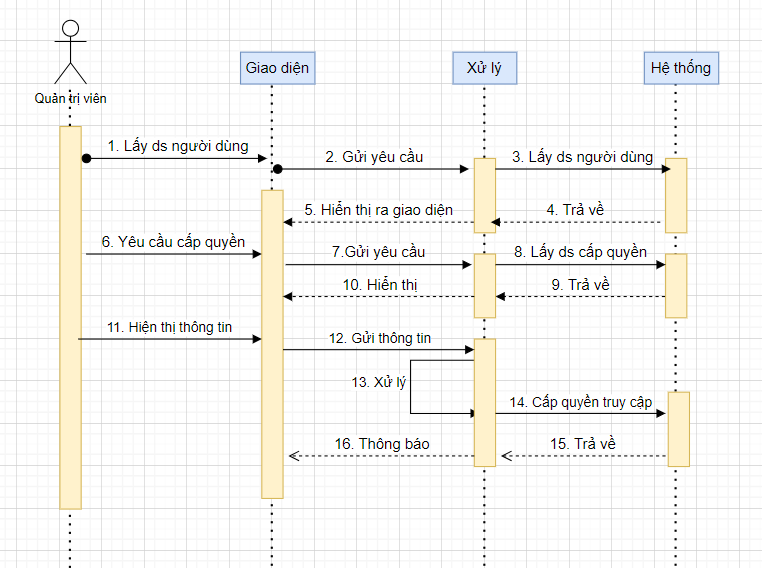 Giao diện
Xử lý
Hệ thống
Quản trị viên
1. Lấy ds người dùng
2. Gửi yêu cầu
3. Lấy ds người dùng
5. Hiển thị ra giao diện
4. Trả về
6. Yêu cầu cấp quyền
7.Gửi yêu cầu
8. Lấy ds cấp quyền
10. Hiển thị
9. Trả về
11. Hiện thị thông tin
12. Gửi thông tin
13. Xử lý
14. Cấp quyền truy cập
16. Thông báo
15. Trả về